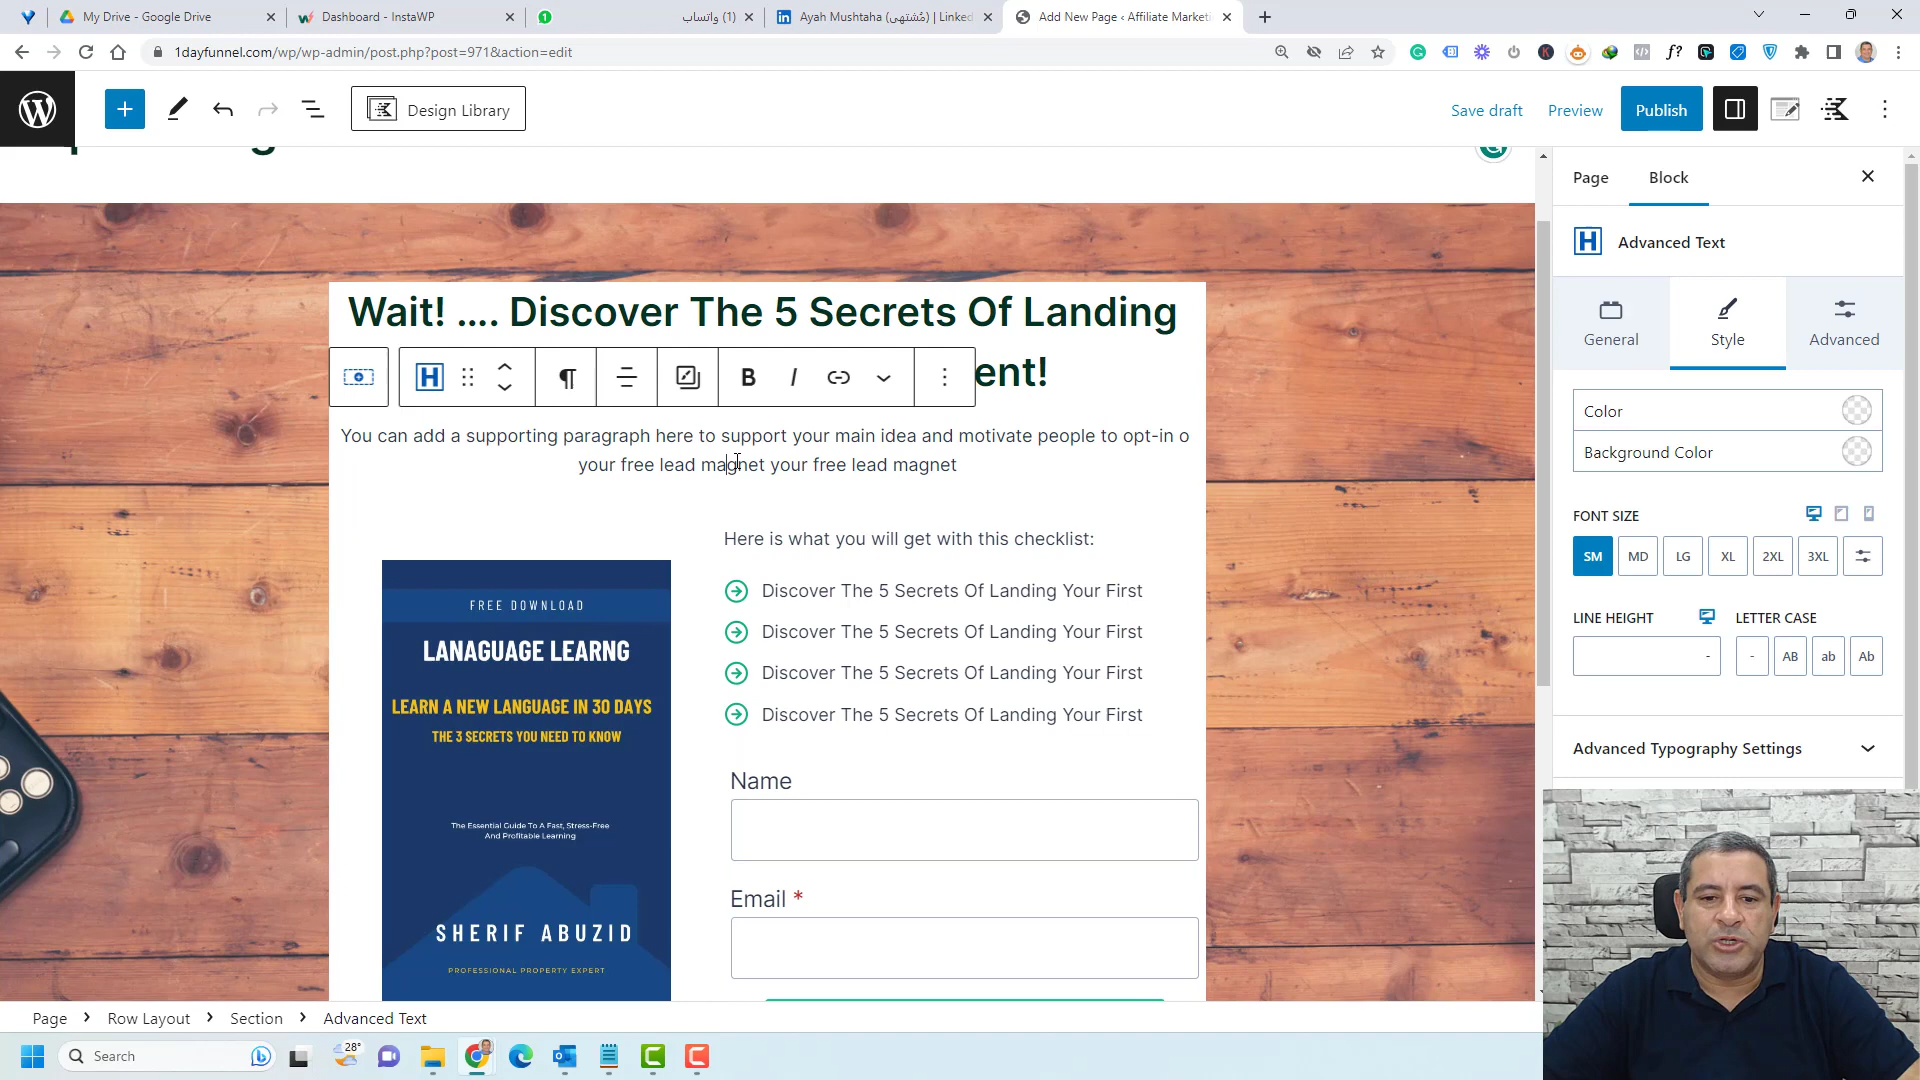 My Drive - Google Drive
Dashboard - InstaWP
(1) واتساب
Ayah Mushtaha (مُشتهى) | Linked
Add New Page ‹ Affiliate Marketi
1dayfunnel.com/wp/wp-admin/post.php?post=971&action=edit
Design Library
Save draft
Preview
Publish
Page
Block
Advanced Text
General
Style
Advanced
Color
Background Color
FONT SIZE
SM
MD
LG
XL
2XL
3XL
LINE HEIGHT
LETTER CASE
-
-
AB
ab
Ab
Advanced Typography Settings
Wait! .... Discover The 5 Secrets Of Landing
ent!
H
B
I
You can add a supporting paragraph here to support your main idea and motivate people to opt-in o
your free lead magnet your free lead magnet
Here is what you will get with this checklist:
Discover The 5 Secrets Of Landing Your First
Discover The 5 Secrets Of Landing Your First
Discover The 5 Secrets Of Landing Your First
Discover The 5 Secrets Of Landing Your First
FREE DOWNLOAD
LANAGUAGE LEARNG
LEARN A NEW LANGUAGE IN 30 DAYS
THE 3 SECRETS YOU NEED TO KNOW
The Essential Guide To A Fast, Stress-Free
And Profitable Learning
SHERIF ABUZID
PROFESSIONAL PROPERTY EXPERT
Name
Email *
Page
Row Layout
Section
Advanced Text
Search
28°